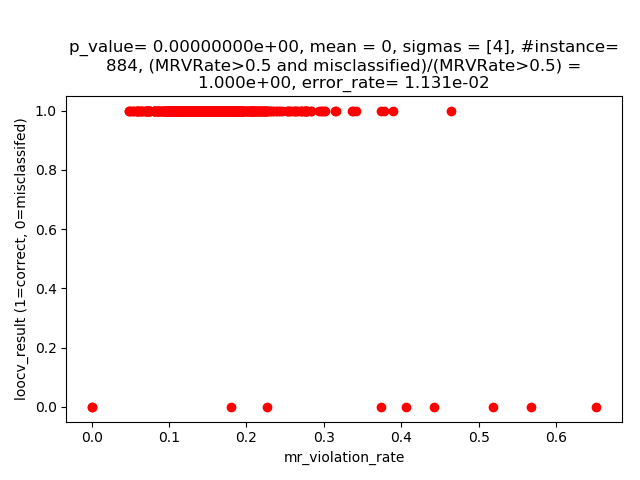 p_value= 0.00000000e+00, mean = 0, sigmas = [4], #instance=
884, (MRVRate>0.5 and misclassified)/(MRVRate>0.5) =
1.000e+00, error_rate= 1.131e-02
1.0
0.8
0.6
0.4
0.2
0.0
loocv_result (1=correct, 0=misclassifed)
0.0 0.1 0.2 0.3 0.4 0.5 0.6
mr_violation_rate